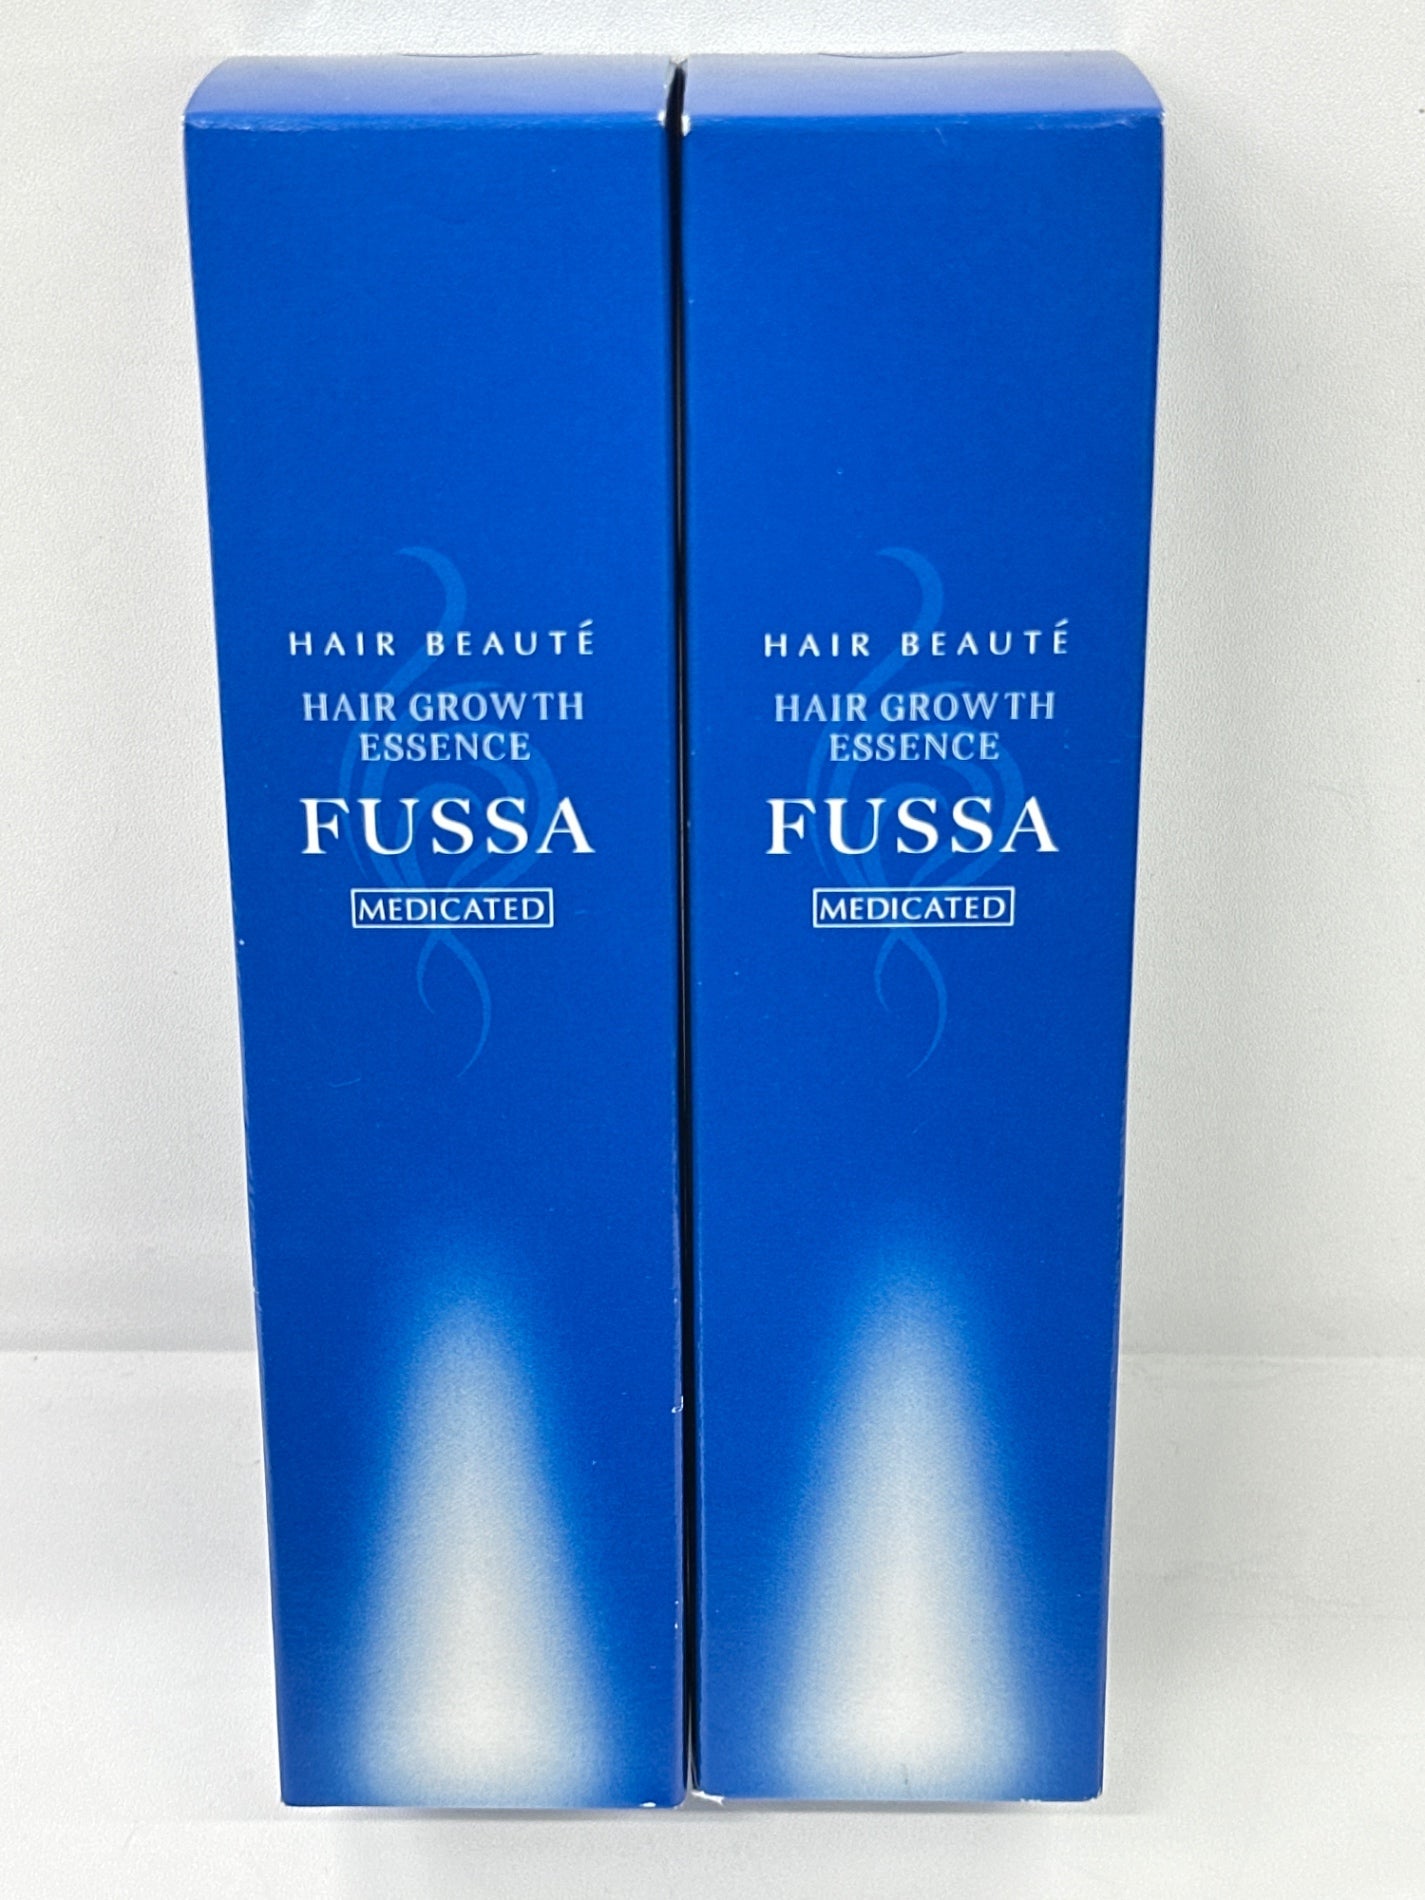 HAIR BEAUTÉ
HAIR GROWTH
ESSENCE
FUSSA
MEDICATED
HAIR BEAUTÉ
HAIR GROWTH
ESSENCE
FUSSA
MEDICATED